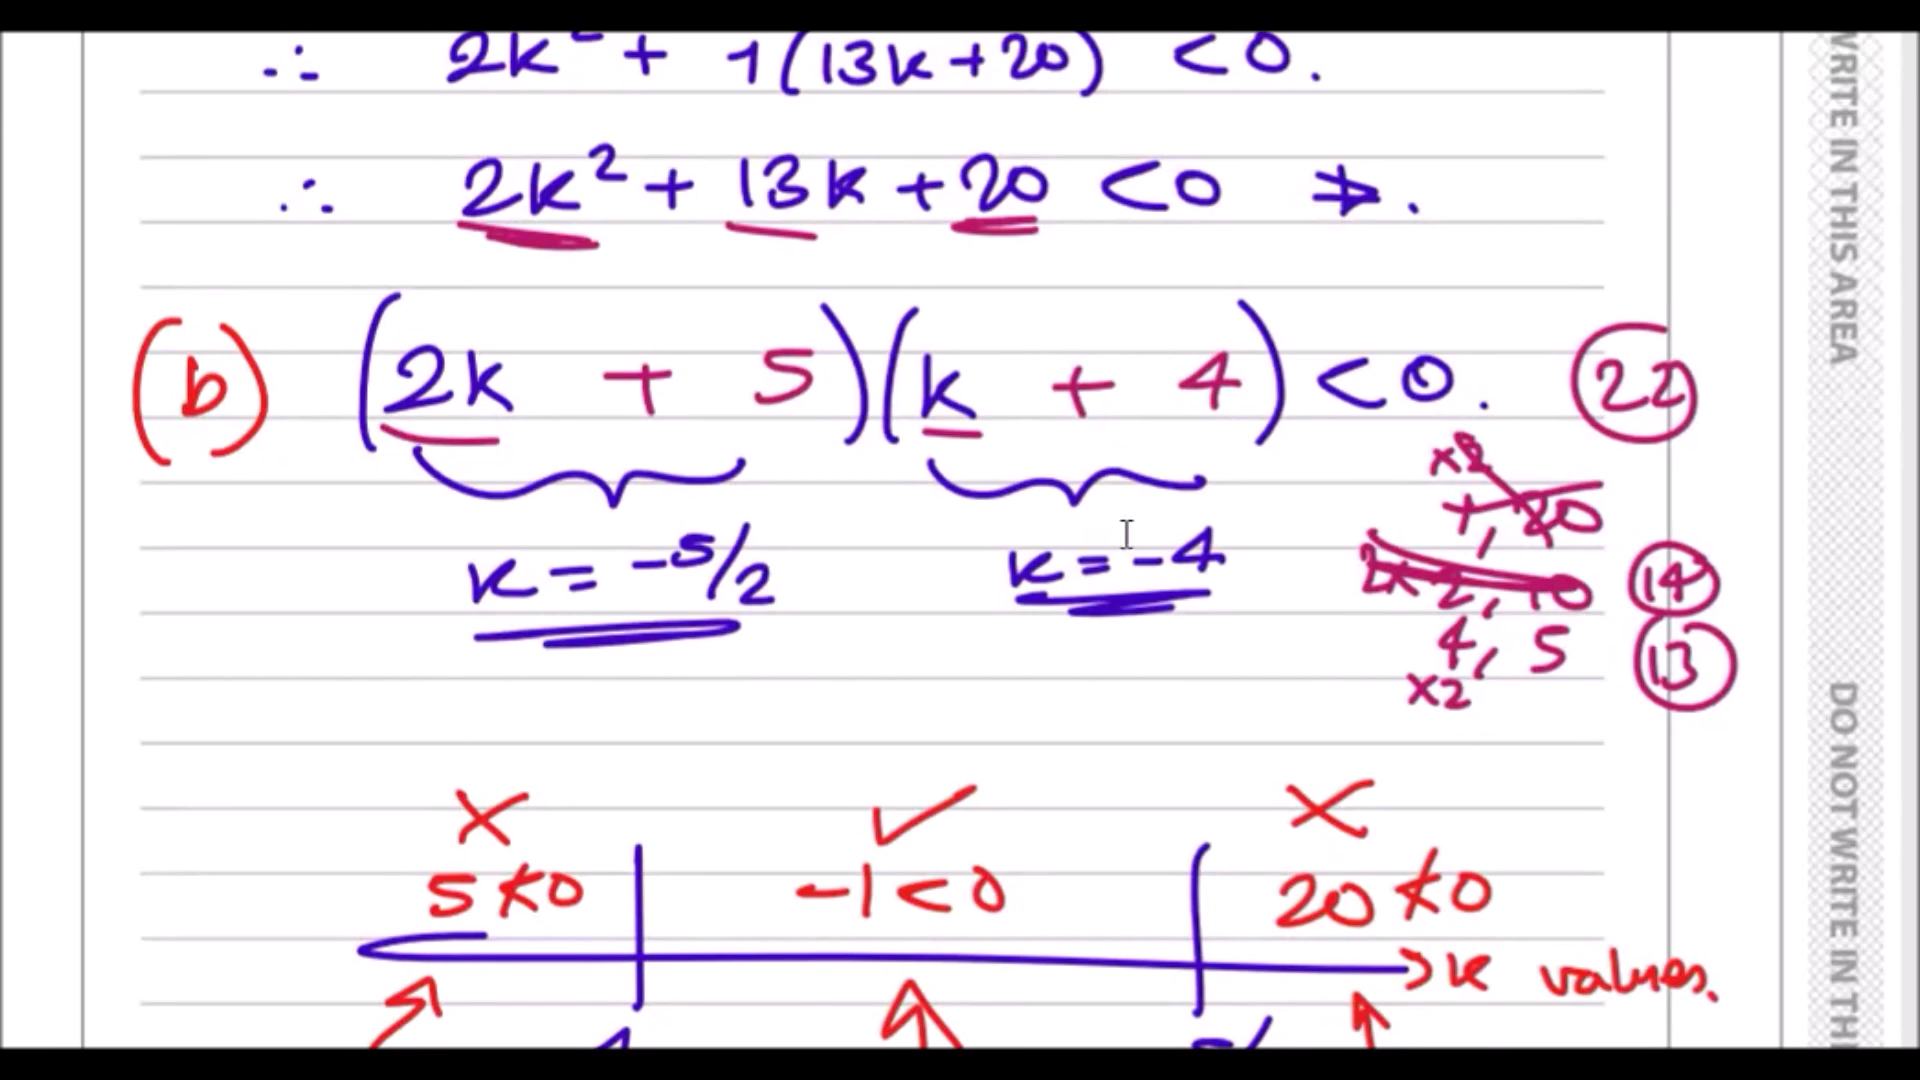 ∴ 2k² + 1(13k+20) <0.
∴ 2k² + 13k + 20 <0 ⇒.
(b) (2k + 5)(k + 4) <0. 22
×2
1, 20
k = -5/2 k = -4
2, 10 14
4, 5 13
×2
× ✓ ×
5 ≮0 -1<0 20 ≮0
k values.
WRITE IN THIS AREA
DO NOT WRITE IN TH